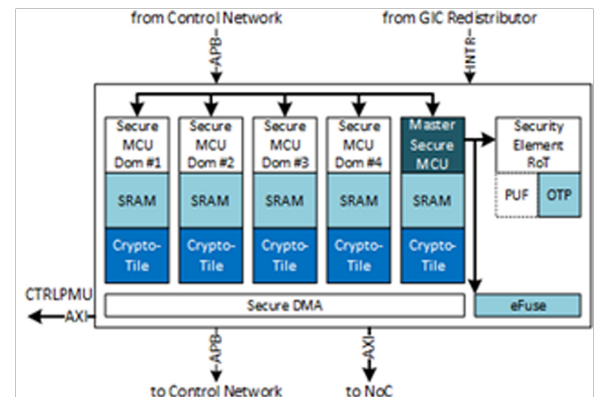 from Control Network
from GIC Redistributor
APB
INTR
Secure
MCU
Dom #1
Secure
MCU
Dom #2
Secure
MCU
Dom #3
Secure
MCU
Dom #4
Master
Secure
MCU
Security
Element
RoT
SRAM
SRAM
SRAM
SRAM
SRAM
PUF
OTP
Crypto-
Tile
Crypto-
Tile
Crypto-
Tile
Crypto-
Tile
Crypto-
Tile
CTRLPMU
AXI
Secure DMA
eFuse
APB
AXI
to Control Network
to NoC